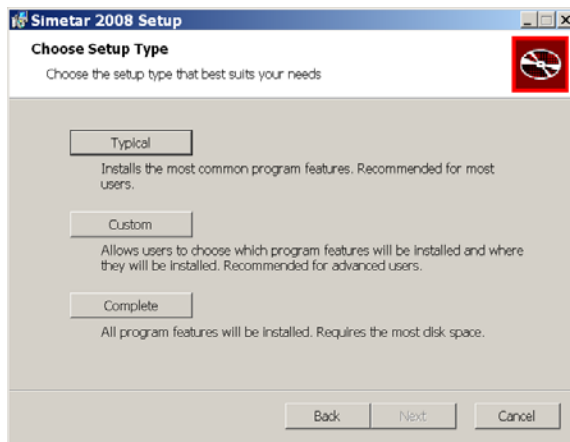 Simetar 2008 Setup
Choose Setup Type
Choose the setup type that best suits your needs
Typical
Installs the most common program features. Recommended for most
users.
Custom
Allows users to choose which program features will be installed and where
they will be installed. Recommended for advanced users.
Complete
All program features will be installed. Requires the most disk space.
Back Next Cancel